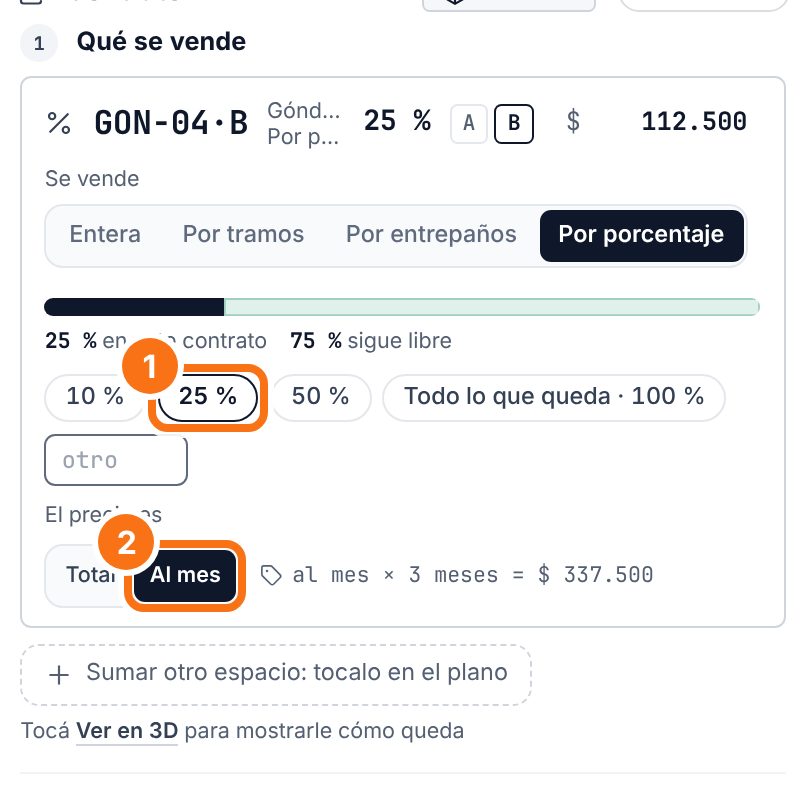 1 Qué se vende
% GON-04·B Gónd... 25 % A B $ 112.500
Por p...
Se vende
Entera Por tramos Por entrepaños Por porcentaje
25 % en contrato 75 % sigue libre
1
10 % 25 % 50 % Todo lo que queda · 100 %
otro
El es
2
Total Al mes al mes × 3 meses = $ 337.500
+ Sumar otro espacio: tocalo en el plano
Tocá Ver en 3D para mostrarle cómo queda